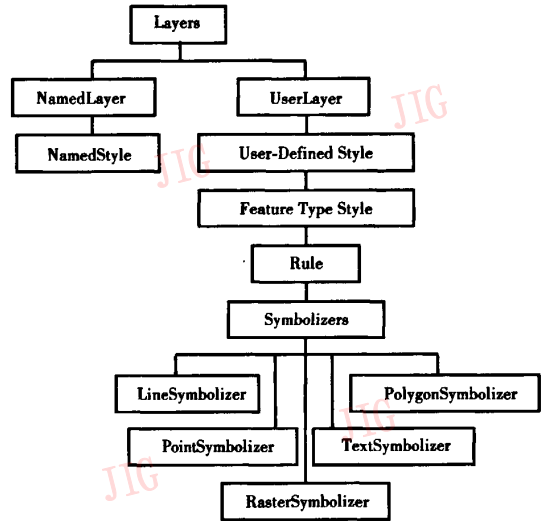 Layers
NamedLayer
UserLayer
JIG
NamedStyle
JIG
User-Defined Style
Feature Type Style
Rule
Symbolizers
LineSymbolizer
PolygonSymbolizer
PointSymbolizer
JIG
TextSymbolizer
JIG
RasterSymbolizer